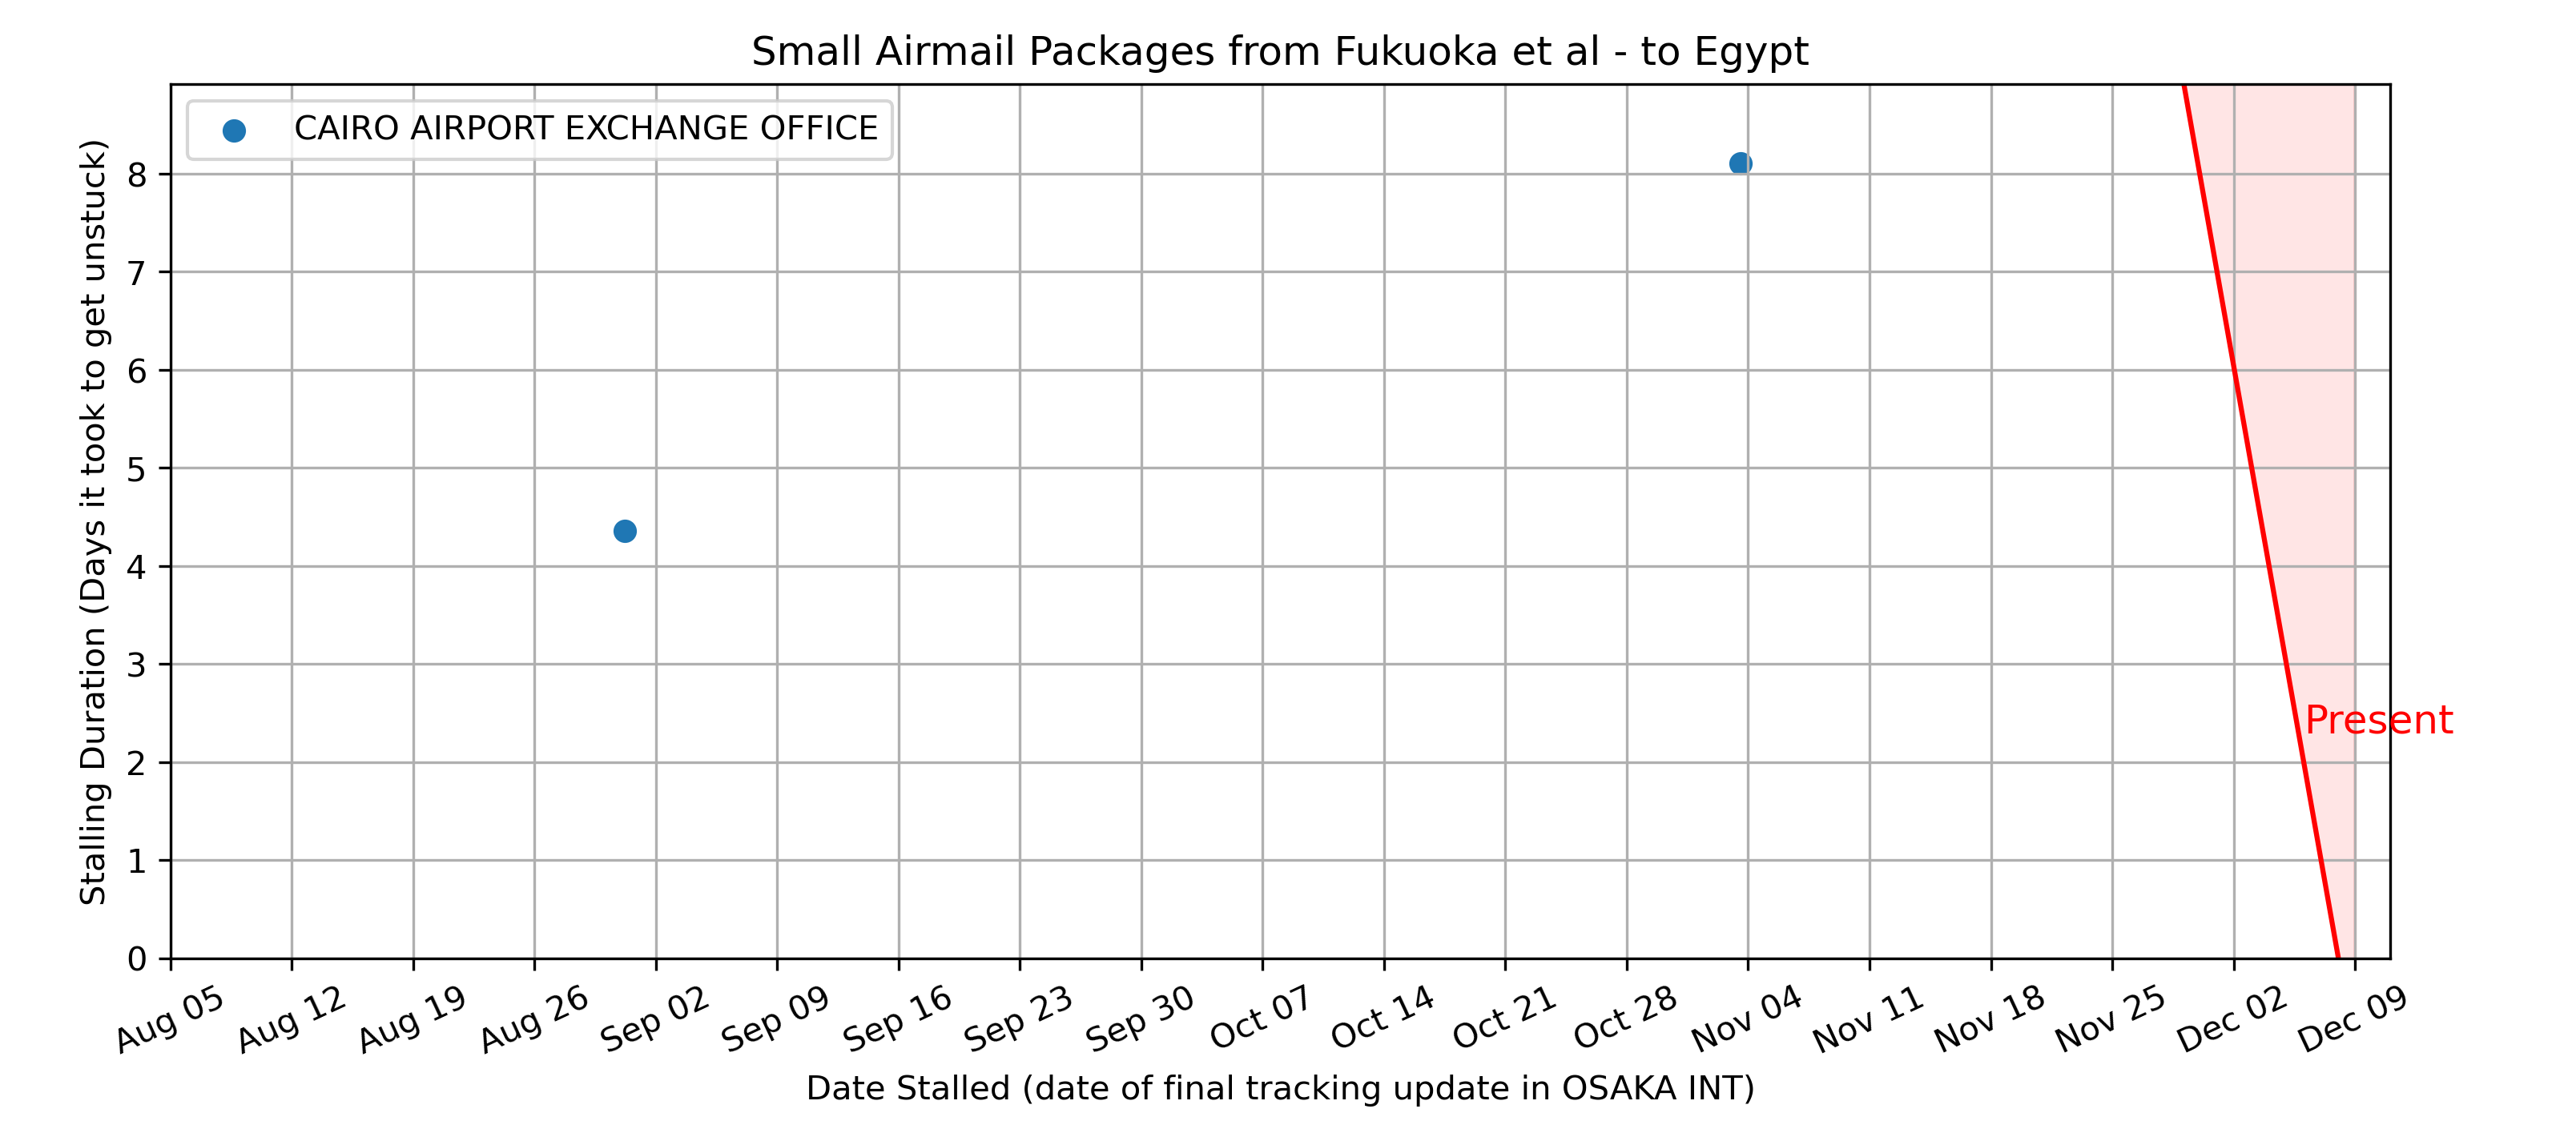 Small Airmail Packages from Fukuoka et al - to Egypt
CAIRO AIRPORT EXCHANGE OFFICE
Stalling Duration (Days it took to get unstuck)
8
7
6
5
4
3
2
1
0
Present
Aug 05
Aug 12
Aug 19
Aug 26
Sep 02
Sep 09
Sep 16
Sep 23
Sep 30
Oct 07
Oct 14
Oct 21
Oct 28
Nov 04
Nov 11
Nov 18
Nov 25
Dec 02
Dec 09
Date Stalled (date of final tracking update in OSAKA INT)